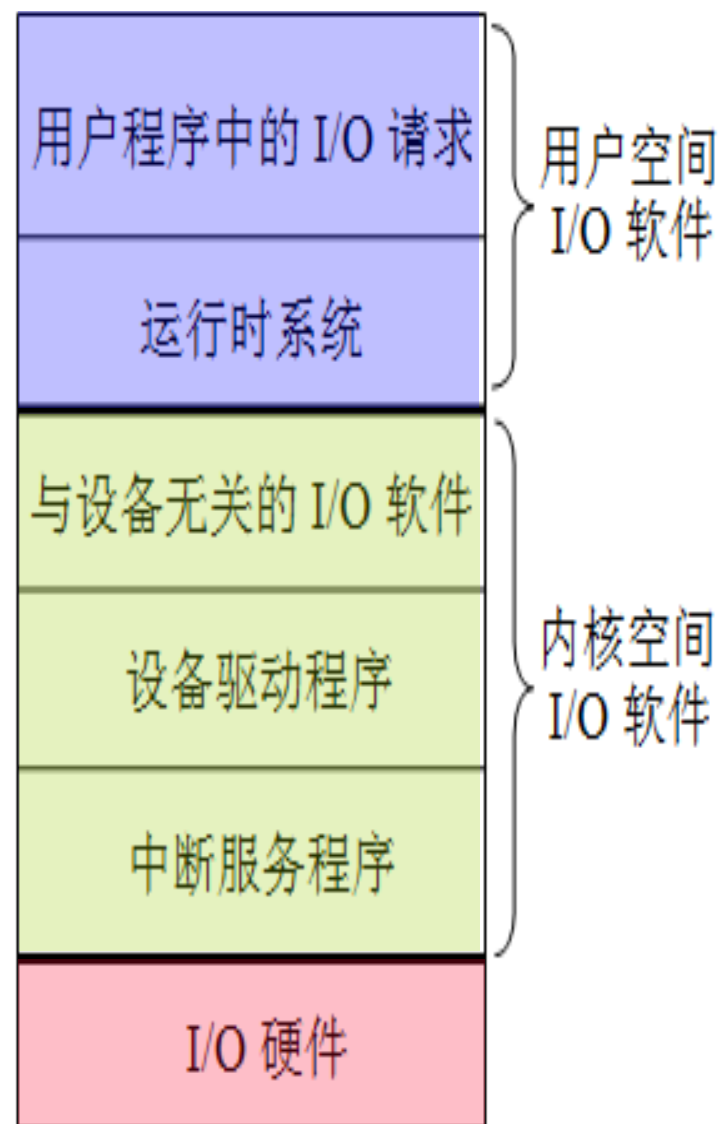 用户程序中的 I/O 请求
运行时系统
用户空间
I/O 软件
与设备无关的 I/O 软件
设备驱动程序
中断服务程序
内核空间
I/O 软件
I/O 硬件